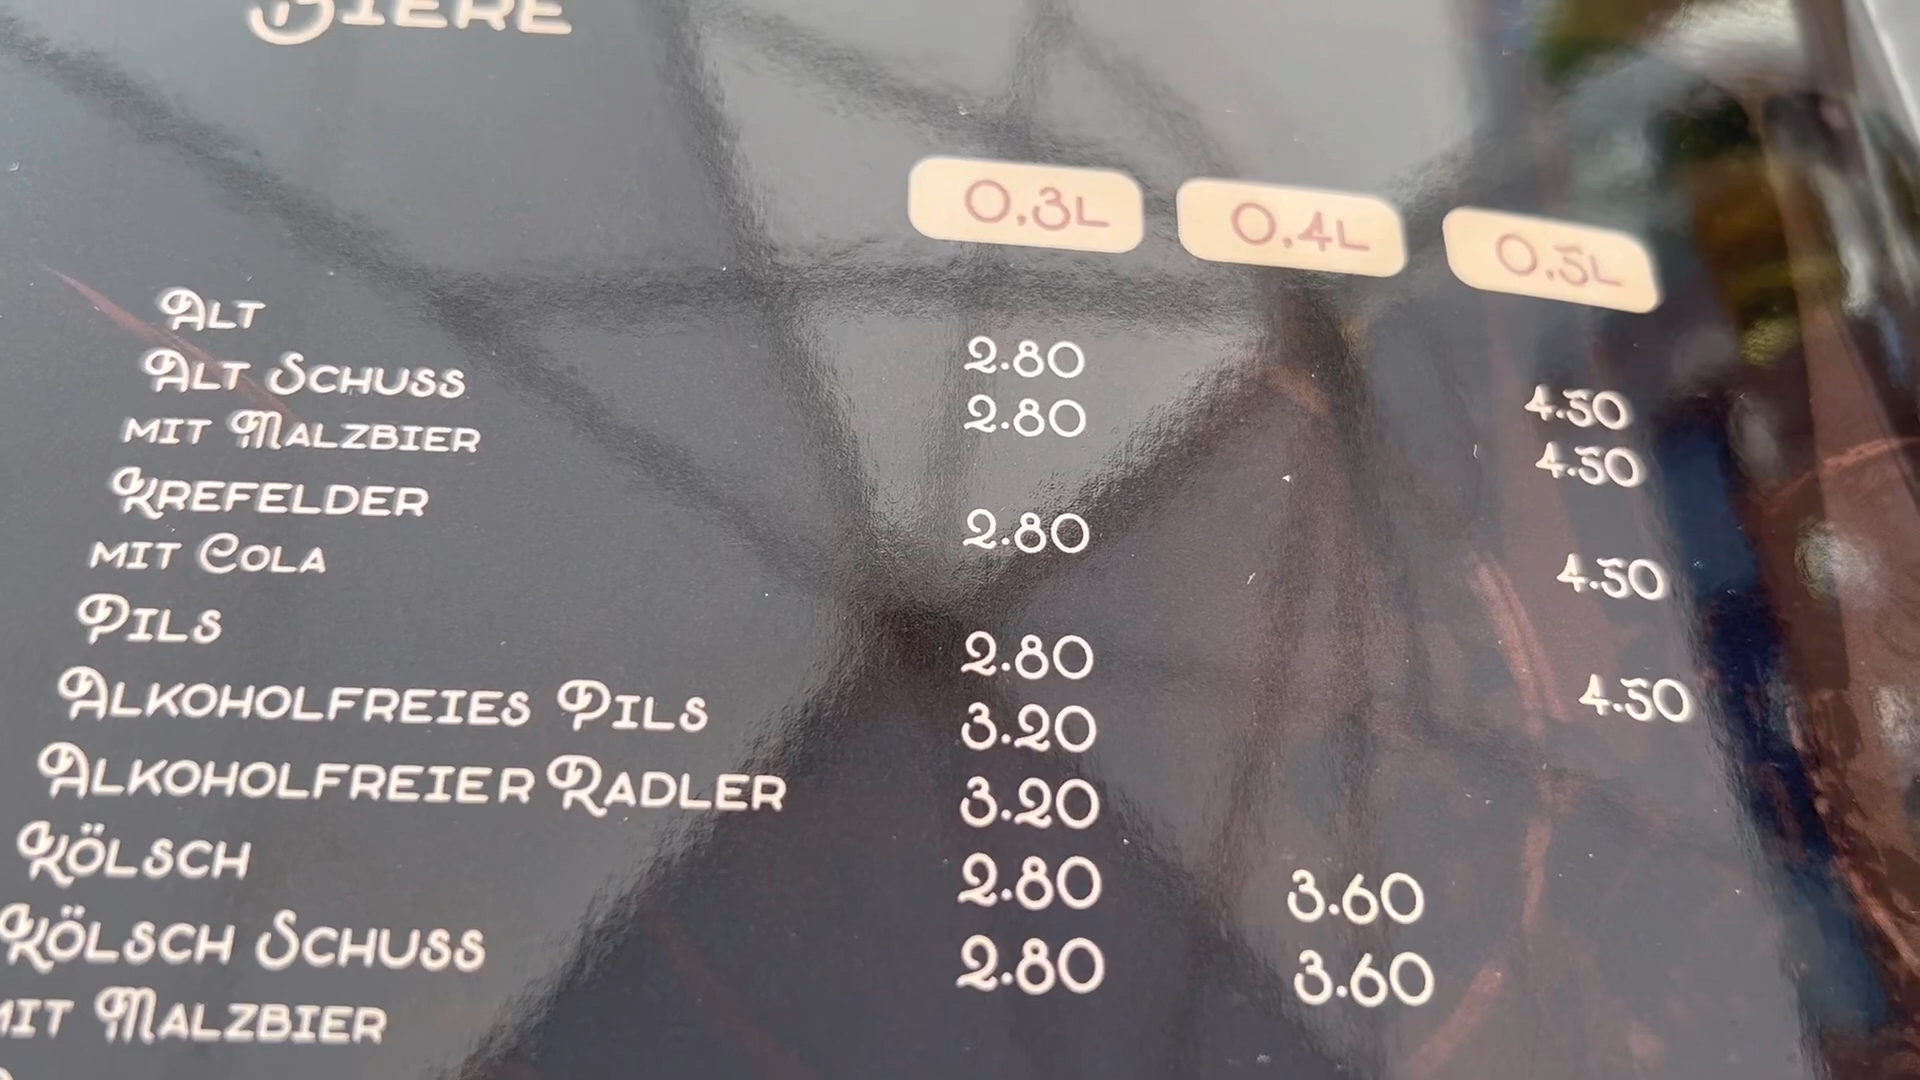 BIERE
0.3L 0.4L 0.5L
ALT 2.80 4.50
ALT SCHUSS 2.80 4.50
MIT MALZBIER
KREFELDER 2.80 4.50
MIT COLA
PILS 2.80 4.50
ALKOHOLFREIES PILS 3.20
ALKOHOLFREIER RADLER 3.20
KÖLSCH 2.80 3.60
KÖLSCH SCHUSS 2.80 3.60
MIT MALZBIER